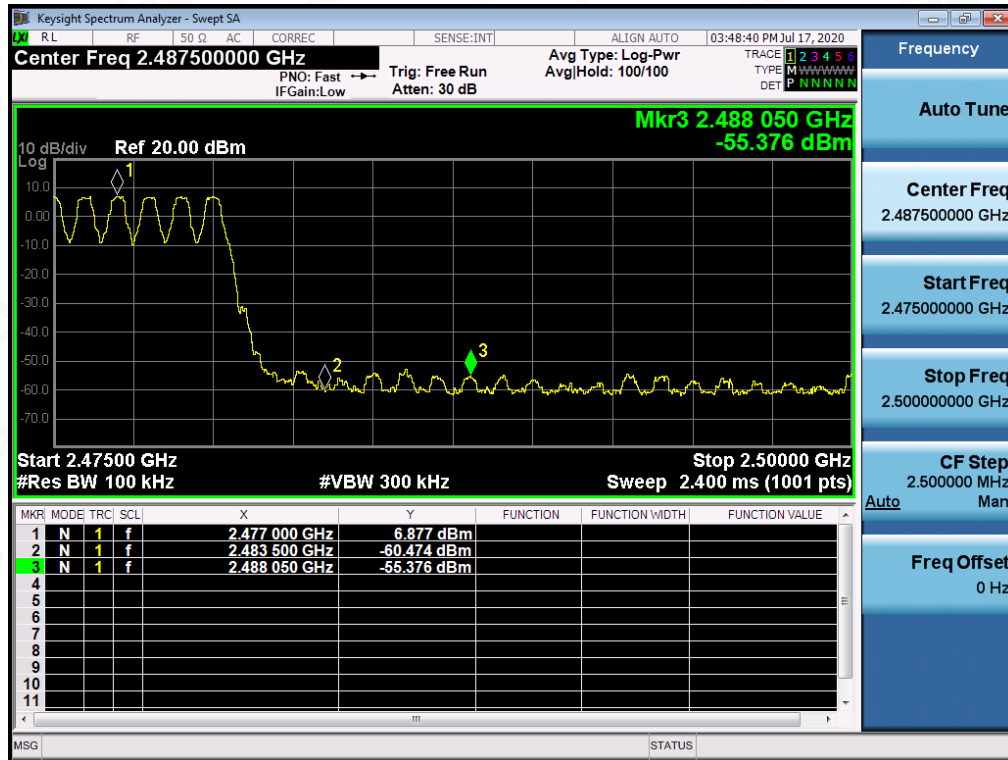 Keysight Spectrum Analyzer - Swept SA
LXI RL RF 50 Ω AC CORREC SENSE:INT ALIGN AUTO 03:48:40 PM Jul 17, 2020
Center Freq 2.487500000 GHz
PNO: Fast
IFGain:Low
Trig: Free Run
Atten: 30 dB
Avg Type: Log-Pwr
Avg|Hold: 100/100
TRACE 1 2 3 4 5 6
TYPE M W W W W W
DET P N N N N N
Mkr3 2.488 050 GHz
-55.376 dBm
10 dB/div Ref 20.00 dBm
Log
10.0
0.00
-10.0
-20.0
-30.0
-40.0
-50.0
-60.0
-70.0
1
2
3
Start 2.47500 GHz Stop 2.50000 GHz
#Res BW 100 kHz #VBW 300 kHz Sweep 2.400 ms (1001 pts)
MKR MODE TRC SCL X Y FUNCTION FUNCTION WIDTH FUNCTION VALUE
1 N 1 f 2.477 000 GHz 6.877 dBm
2 N 1 f 2.483 500 GHz -60.474 dBm
3 N 1 f 2.488 050 GHz -55.376 dBm
4
5
6
7
8
9
10
11
MSG STATUS
Frequency
Auto Tune
Center Freq
2.487500000 GHz
Start Freq
2.475000000 GHz
Stop Freq
2.500000000 GHz
CF Step
2.500000 MHz
Auto Man
Freq Offset
0 Hz